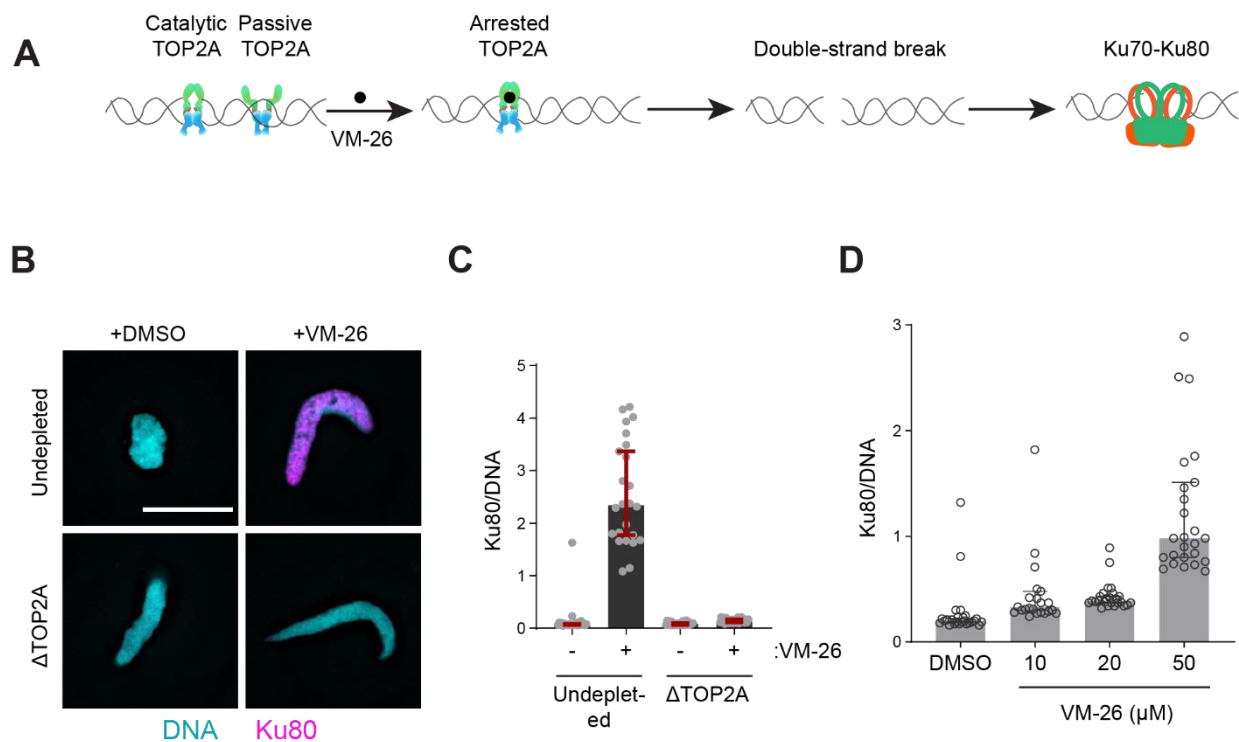 A
Catalytic Passive
TOP2A TOP2A
VM-26
Arrested
TOP2A
Double-strand break
Ku70-Ku80
B
+DMSO +VM-26
Undepleted
ΔTOP2A
DNA Ku80
C
Ku80/DNA
5
4
3
2
1
0
- + - + :VM-26
Undeplet-
ed
ΔTOP2A
D
Ku80/DNA
3
2
1
0
DMSO 10 20 50
VM-26 (µM)